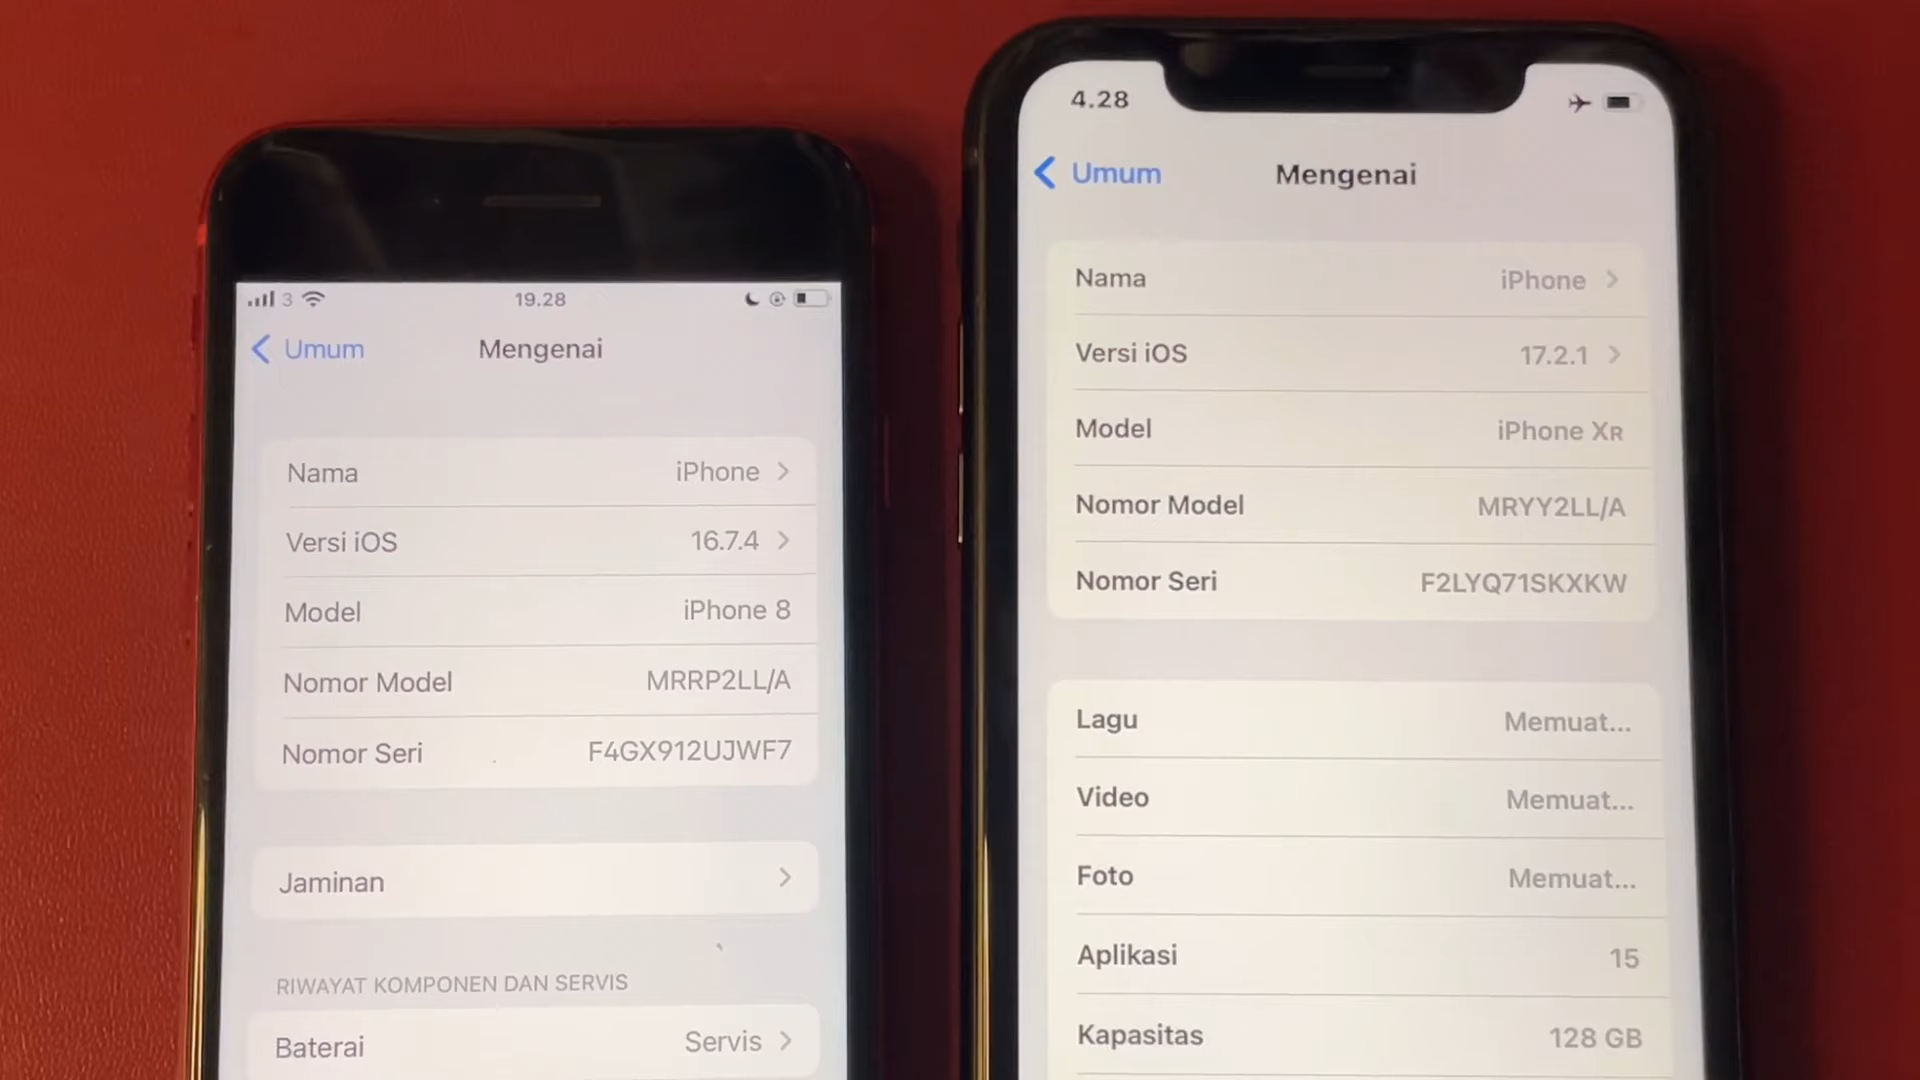 3
19.28
Umum
Mengenai
Nama iPhone
Versi iOS 16.7.4
Model iPhone 8
Nomor Model MRRP2LL/A
Nomor Seri F4GX912UJWF7
Jaminan
RIWAYAT KOMPONEN DAN SERVIS
Baterai Servis
4.28
Umum
Mengenai
Nama iPhone
Versi iOS 17.2.1
Model iPhone XR
Nomor Model MRYY2LL/A
Nomor Seri F2LYQ71SKXKW
Lagu Memuat...
Video Memuat...
Foto Memuat...
Aplikasi 15
Kapasitas 128 GB